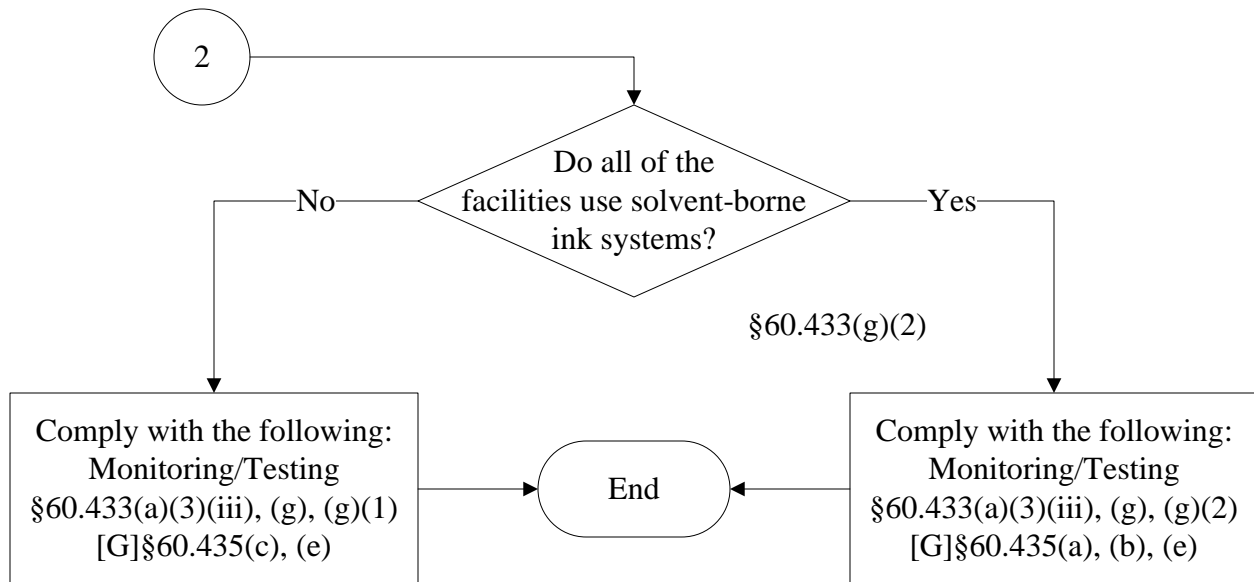 2
Do all of the
facilities use solvent-borne
ink systems?
No
Yes
§60.433(g)(2)
Comply with the following:
Monitoring/Testing
§60.433(a)(3)(iii), (g), (g)(1)
[G]§60.435(c), (e)
End
Comply with the following:
Monitoring/Testing
§60.433(a)(3)(iii), (g), (g)(2)
[G]§60.435(a), (b), (e)